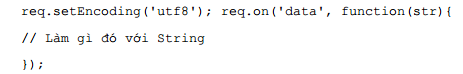 req.setEncoding('utf8'); req.on('data', function(str){
// Làm gì đó với String
});